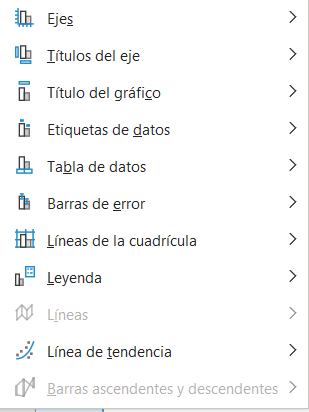 Ejes
Títulos del eje
Título del gráfico
Etiquetas de datos
Tabla de datos
Barras de error
Líneas de la cuadrícula
Leyenda
Líneas
Línea de tendencia
Barras ascendentes y descendentes